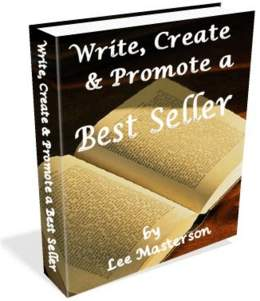 Write, Create
& Promote a
Best Seller
by
Lee Masterson
Write, Create & Promote a Best Seller